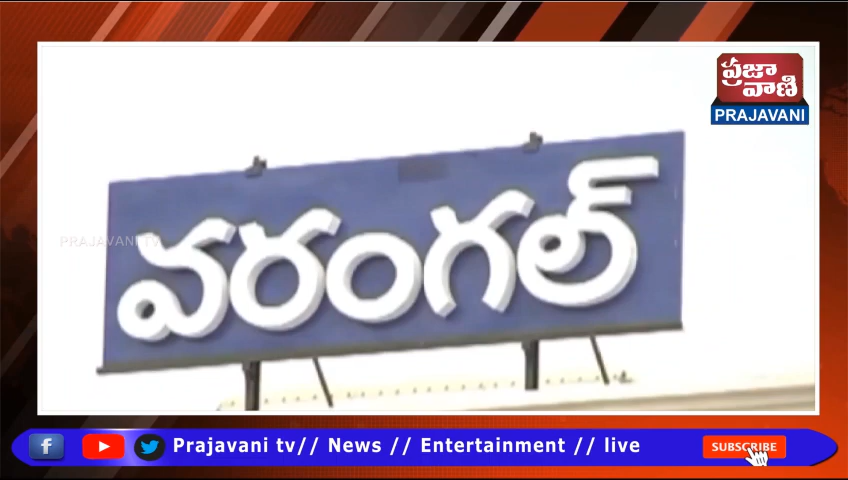 ప్రజా
వాణి
PRAJAVANI
PRAJAVANI TV
వరంగల్
Prajavani tv// News // Entertainment // live
SUBSCRIBE